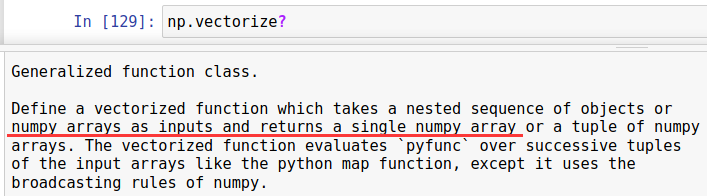 In [129]: np.vectorize?
Generalized function class.
Define a vectorized function which takes a nested sequence of objects or
numpy arrays as inputs and returns a single numpy array or a tuple of numpy
arrays. The vectorized function evaluates `pyfunc` over successive tuples
of the input arrays like the python map function, except it uses the
broadcasting rules of numpy.